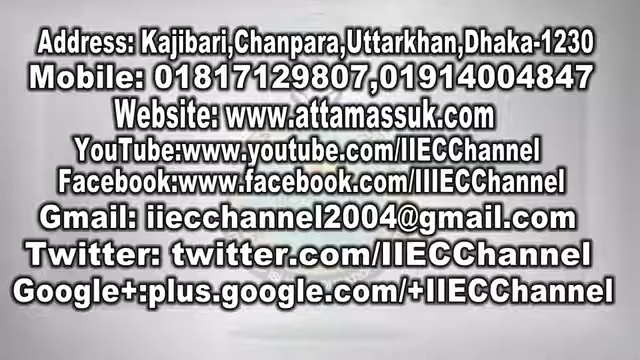 Address: Kajibari,Chanpara,Uttarkhan,Dhaka-1230
Mobile: 01817129807,01914004847
Website: www.attamassuk.com
YouTube:www.youtube.com/IIECChannel
Facebook:www.facebook.com/IIIECChannel
Gmail: iiecchannel2004@gmail.com
Twitter: twitter.com/IIECChannel
Google+:plus.google.com/+IIECChannel